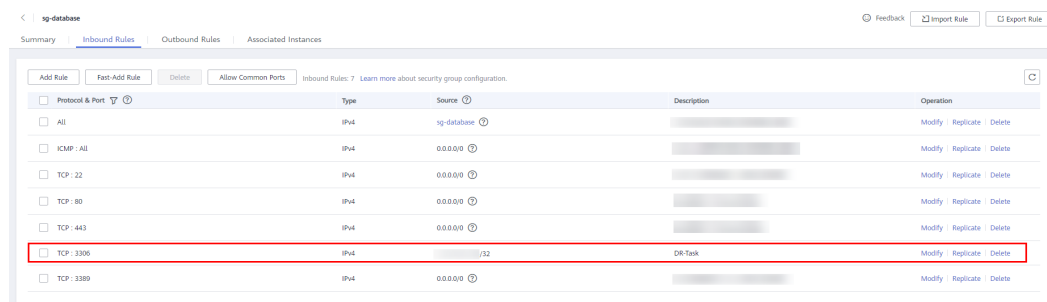 sg-database
Feedback Import Rule Export Rule
Summary Inbound Rules Outbound Rules Associated Instances
Add Rule Fast-Add Rule Delete Allow Common Ports Inbound Rules: 7 Learn more about security group configuration.
Protocol & Port Type Source Description Operation
All IPv4 sg-database Modify Replicate Delete
ICMP : All IPv4 0.0.0.0/0 Modify Replicate Delete
TCP : 22 IPv4 0.0.0.0/0 Modify Replicate Delete
TCP : 80 IPv4 0.0.0.0/0 Modify Replicate Delete
TCP : 443 IPv4 0.0.0.0/0 Modify Replicate Delete
TCP : 3306 IPv4 /32 DR-Task Modify Replicate Delete
TCP : 3389 IPv4 0.0.0.0/0 Modify Replicate Delete